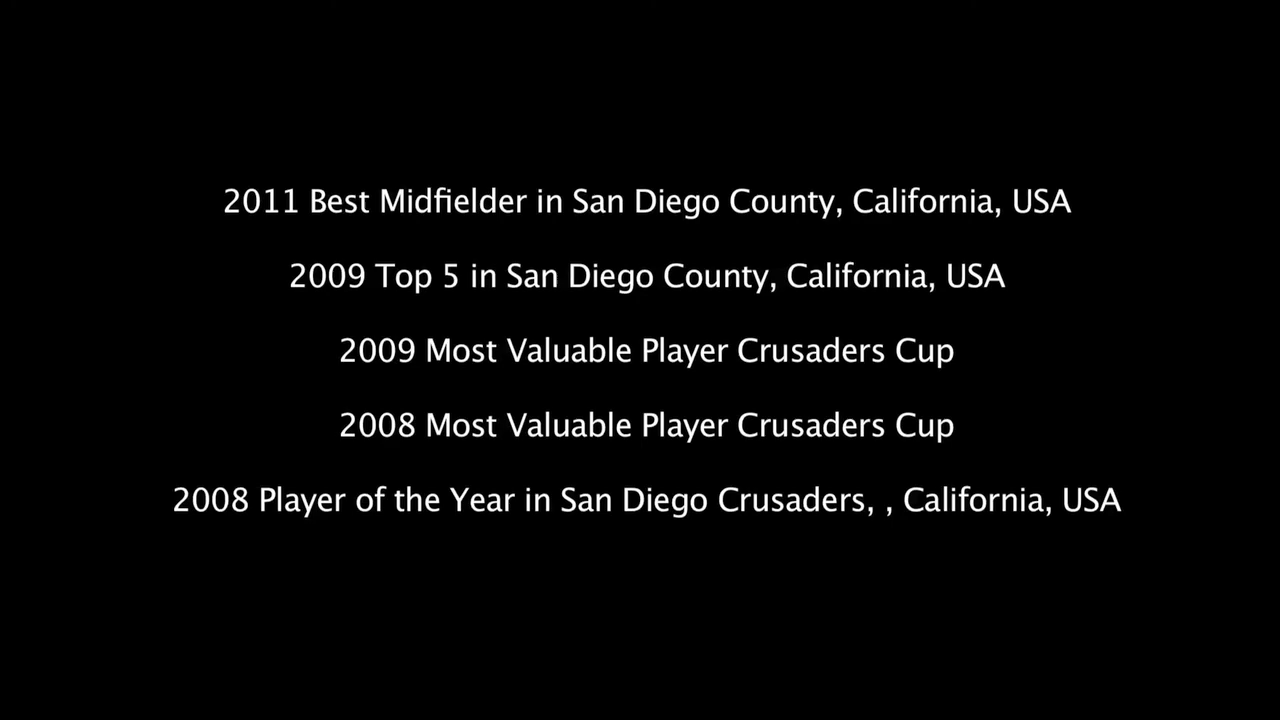 2011 Best Midfielder in San Diego County, California, USA
2009 Top 5 in San Diego County, California, USA
2009 Most Valuable Player Crusaders Cup
2008 Most Valuable Player Crusaders Cup
2008 Player of the Year in San Diego Crusaders, , California, USA